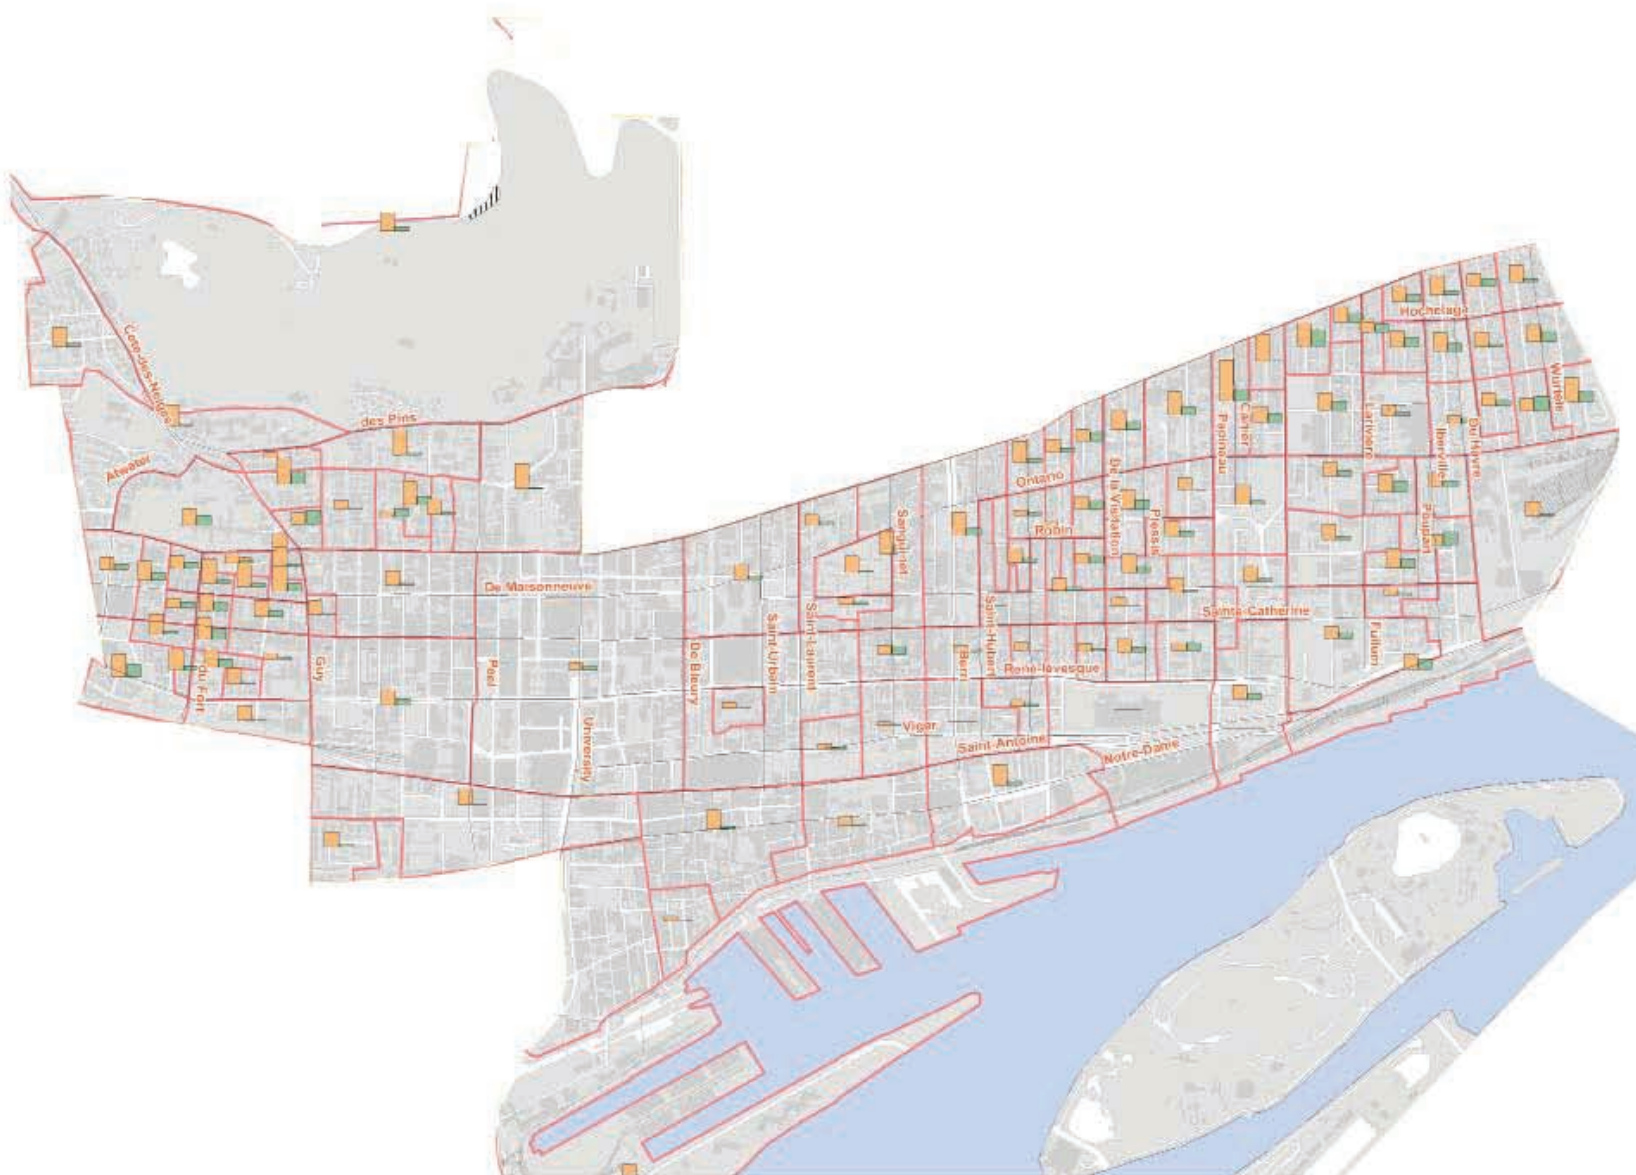 Hochelaga
Cote-des-Neiges
Wurtele
des Pins
Cartier
Lariviere
Papineau
Iberville
Du Havre
De la Visitation
Atwater
Ontario
Sanguinet
Plessis
Poupart
Robin
De Maisonneuve
Saint-Hubert
Sainte-Catherine
Saint-Urbain
Saint-Laurent
Fullum
De Bleury
Berri
René-lévesque
Guy
Peel
du Fort
University
Viger
Saint-Antoine
Notre-Dame